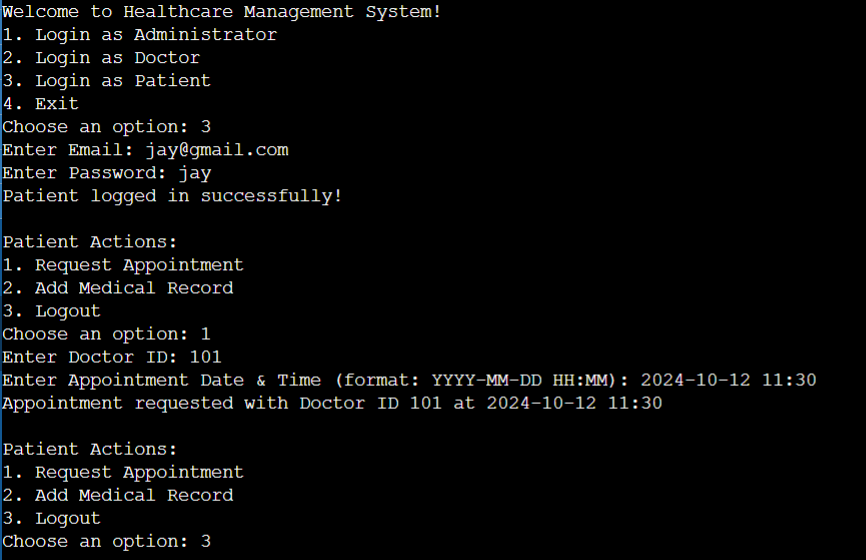 Welcome to Healthcare Management System!
1. Login as Administrator
2. Login as Doctor
3. Login as Patient
4. Exit
Choose an option: 3
Enter Email: jay@gmail.com
Enter Password: jay
Patient logged in successfully!
Patient Actions:
1. Request Appointment
2. Add Medical Record
3. Logout
Choose an option: 1
Enter Doctor ID: 101
Enter Appointment Date & Time (format: YYYY-MM-DD HH:MM): 2024-10-12 11:30
Appointment requested with Doctor ID 101 at 2024-10-12 11:30
Patient Actions:
1. Request Appointment
2. Add Medical Record
3. Logout
Choose an option: 3